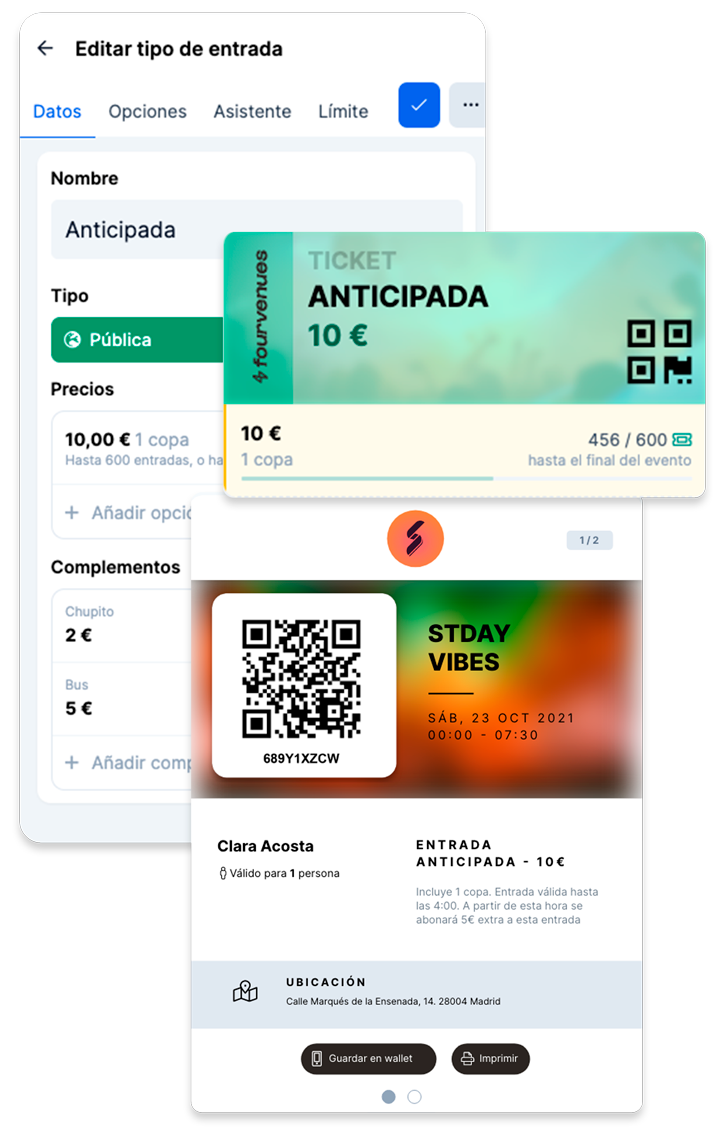 Editar tipo de entrada
Datos
Opciones
Asistente
Límite
Nombre
Anticipada
Tipo
Pública
Precios
10,00 € 1 copa
Hasta 600 entradas, o ha
+ Añadir opci
Complementos
Chupito
2 €
Bus
5 €
+ Añadir comp
fourvenues
TICKET
ANTICIPADA
10 €
10 €
1 copa
456 / 600
hasta el final del evento
1 / 2
689Y1XZCW
STDAY
VIBES
SÁB, 23 OCT 2021
00:00 - 07:30
Clara Acosta
Válido para 1 persona
ENTRADA
ANTICIPADA - 10€
Incluye 1 copa. Entrada válida hasta
las 4:00. A partir de esta hora se
abonará 5€ extra a esta entrada
UBICACIÓN
Calle Marqués de la Ensenada, 14. 28004 Madrid
Guardar en wallet
Imprimir